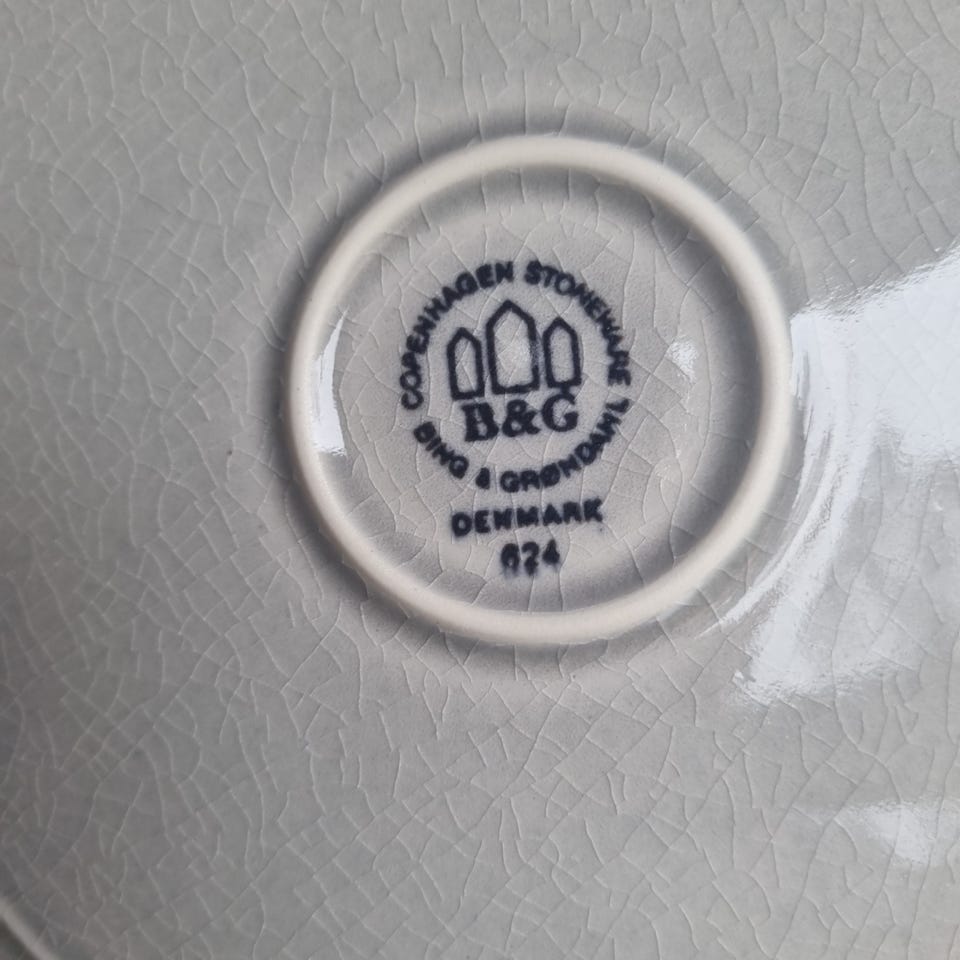 COPENHAGEN STONEWARE
B&G
BING & GRØNDAHL
DENMARK
624